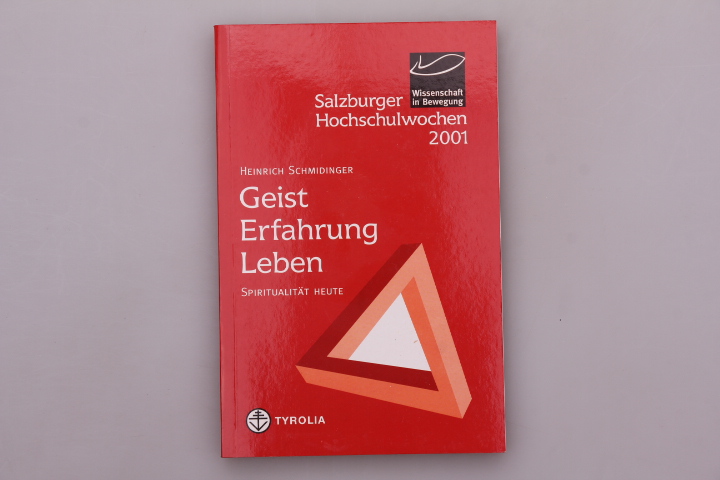 Wissenschaft
in Bewegung
Salzburger
Hochschulwochen
2001
Heinrich Schmidinger
Geist
Erfahrung
Leben
Spiritualität heute
TYROLIA